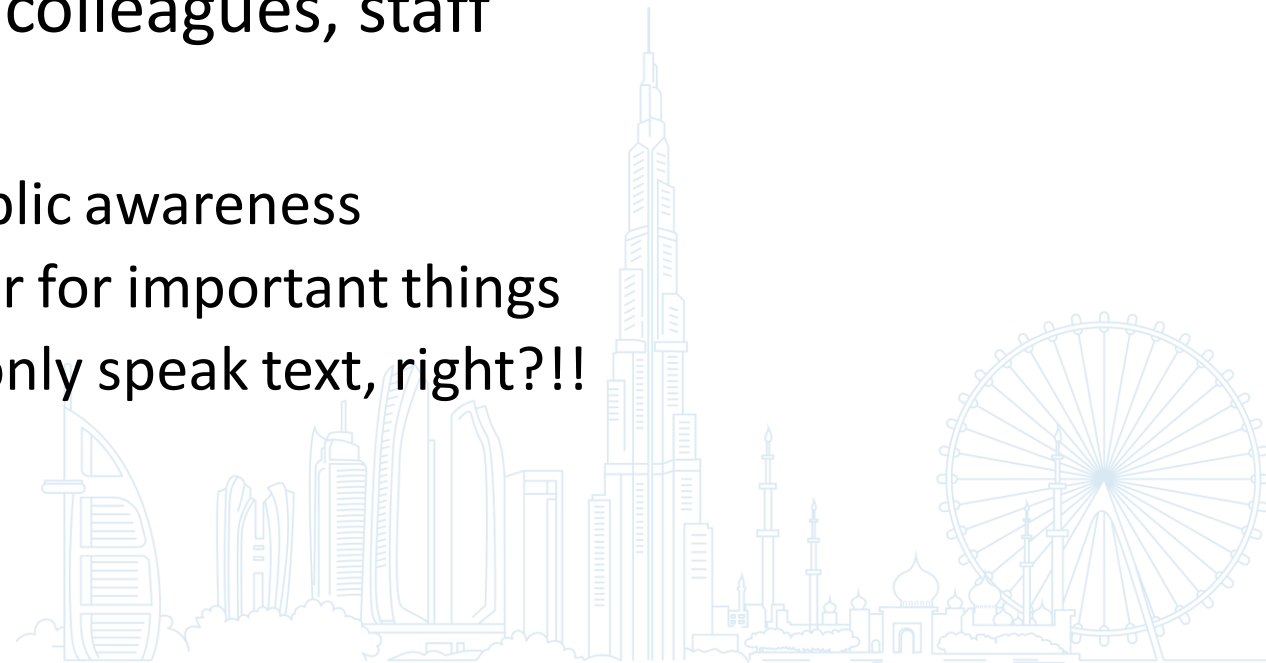 colleagues, staff
blic awareness
r for important things
only speak text, right?!!